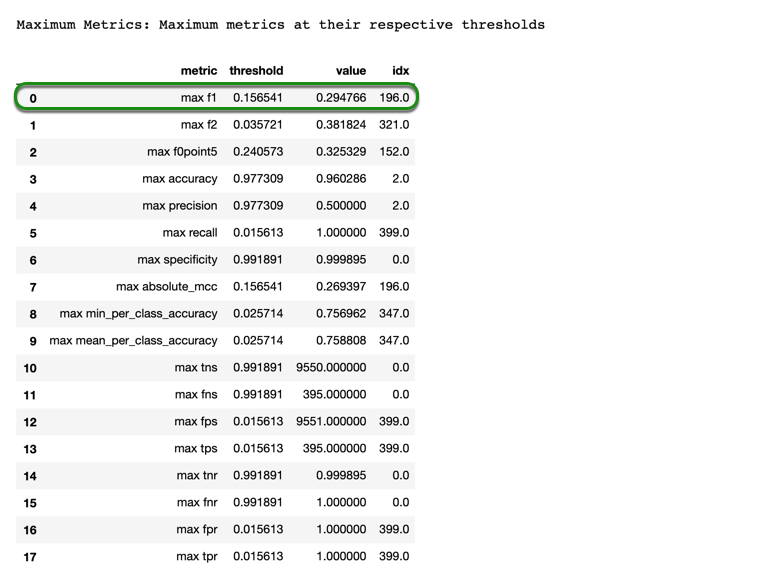 Maximum Metrics: Maximum metrics at their respective thresholds
metric threshold value idx
0 max f1 0.156541 0.294766 196.0
1 max f2 0.035721 0.381824 321.0
2 max f0point5 0.240573 0.325329 152.0
3 max accuracy 0.977309 0.960286 2.0
4 max precision 0.977309 0.500000 2.0
5 max recall 0.015613 1.000000 399.0
6 max specificity 0.991891 0.999895 0.0
7 max absolute_mcc 0.156541 0.269397 196.0
8 max min_per_class_accuracy 0.025714 0.756962 347.0
9 max mean_per_class_accuracy 0.025714 0.758808 347.0
10 max tns 0.991891 9550.000000 0.0
11 max fns 0.991891 395.000000 0.0
12 max fps 0.015613 9551.000000 399.0
13 max tps 0.015613 395.000000 399.0
14 max tnr 0.991891 0.999895 0.0
15 max fnr 0.991891 1.000000 0.0
16 max fpr 0.015613 1.000000 399.0
17 max tpr 0.015613 1.000000 399.0